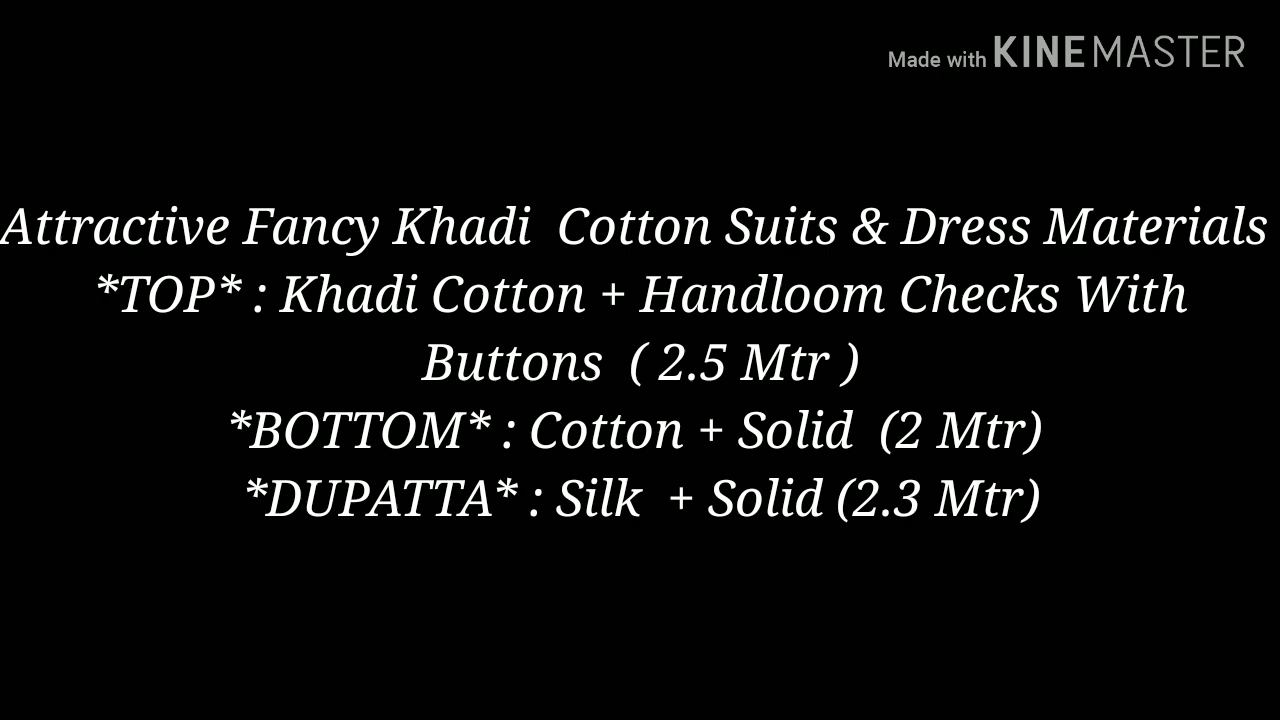 Made with KINEMASTER
Attractive Fancy Khadi  Cotton Suits & Dress Materials
*TOP* : Khadi Cotton + Handloom Checks With
Buttons  ( 2.5 Mtr )
*BOTTOM* : Cotton + Solid  (2 Mtr)
*DUPATTA* : Silk  + Solid (2.3 Mtr)